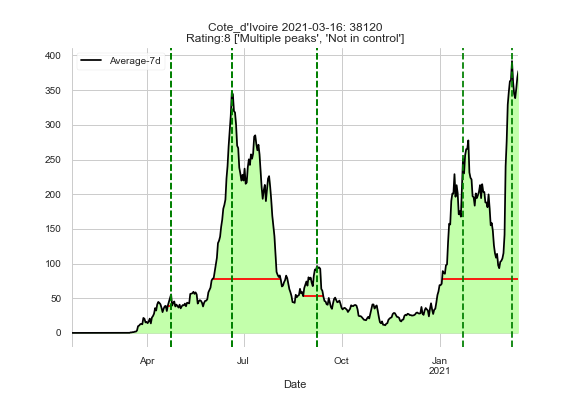 Cote_d'Ivoire 2021-03-16: 38120
Rating:8 ['Multiple peaks', 'Not in control']
Average-7d
400
350
300
250
200
150
100
50
0
Apr
Jul
Oct
Jan
2021
Date